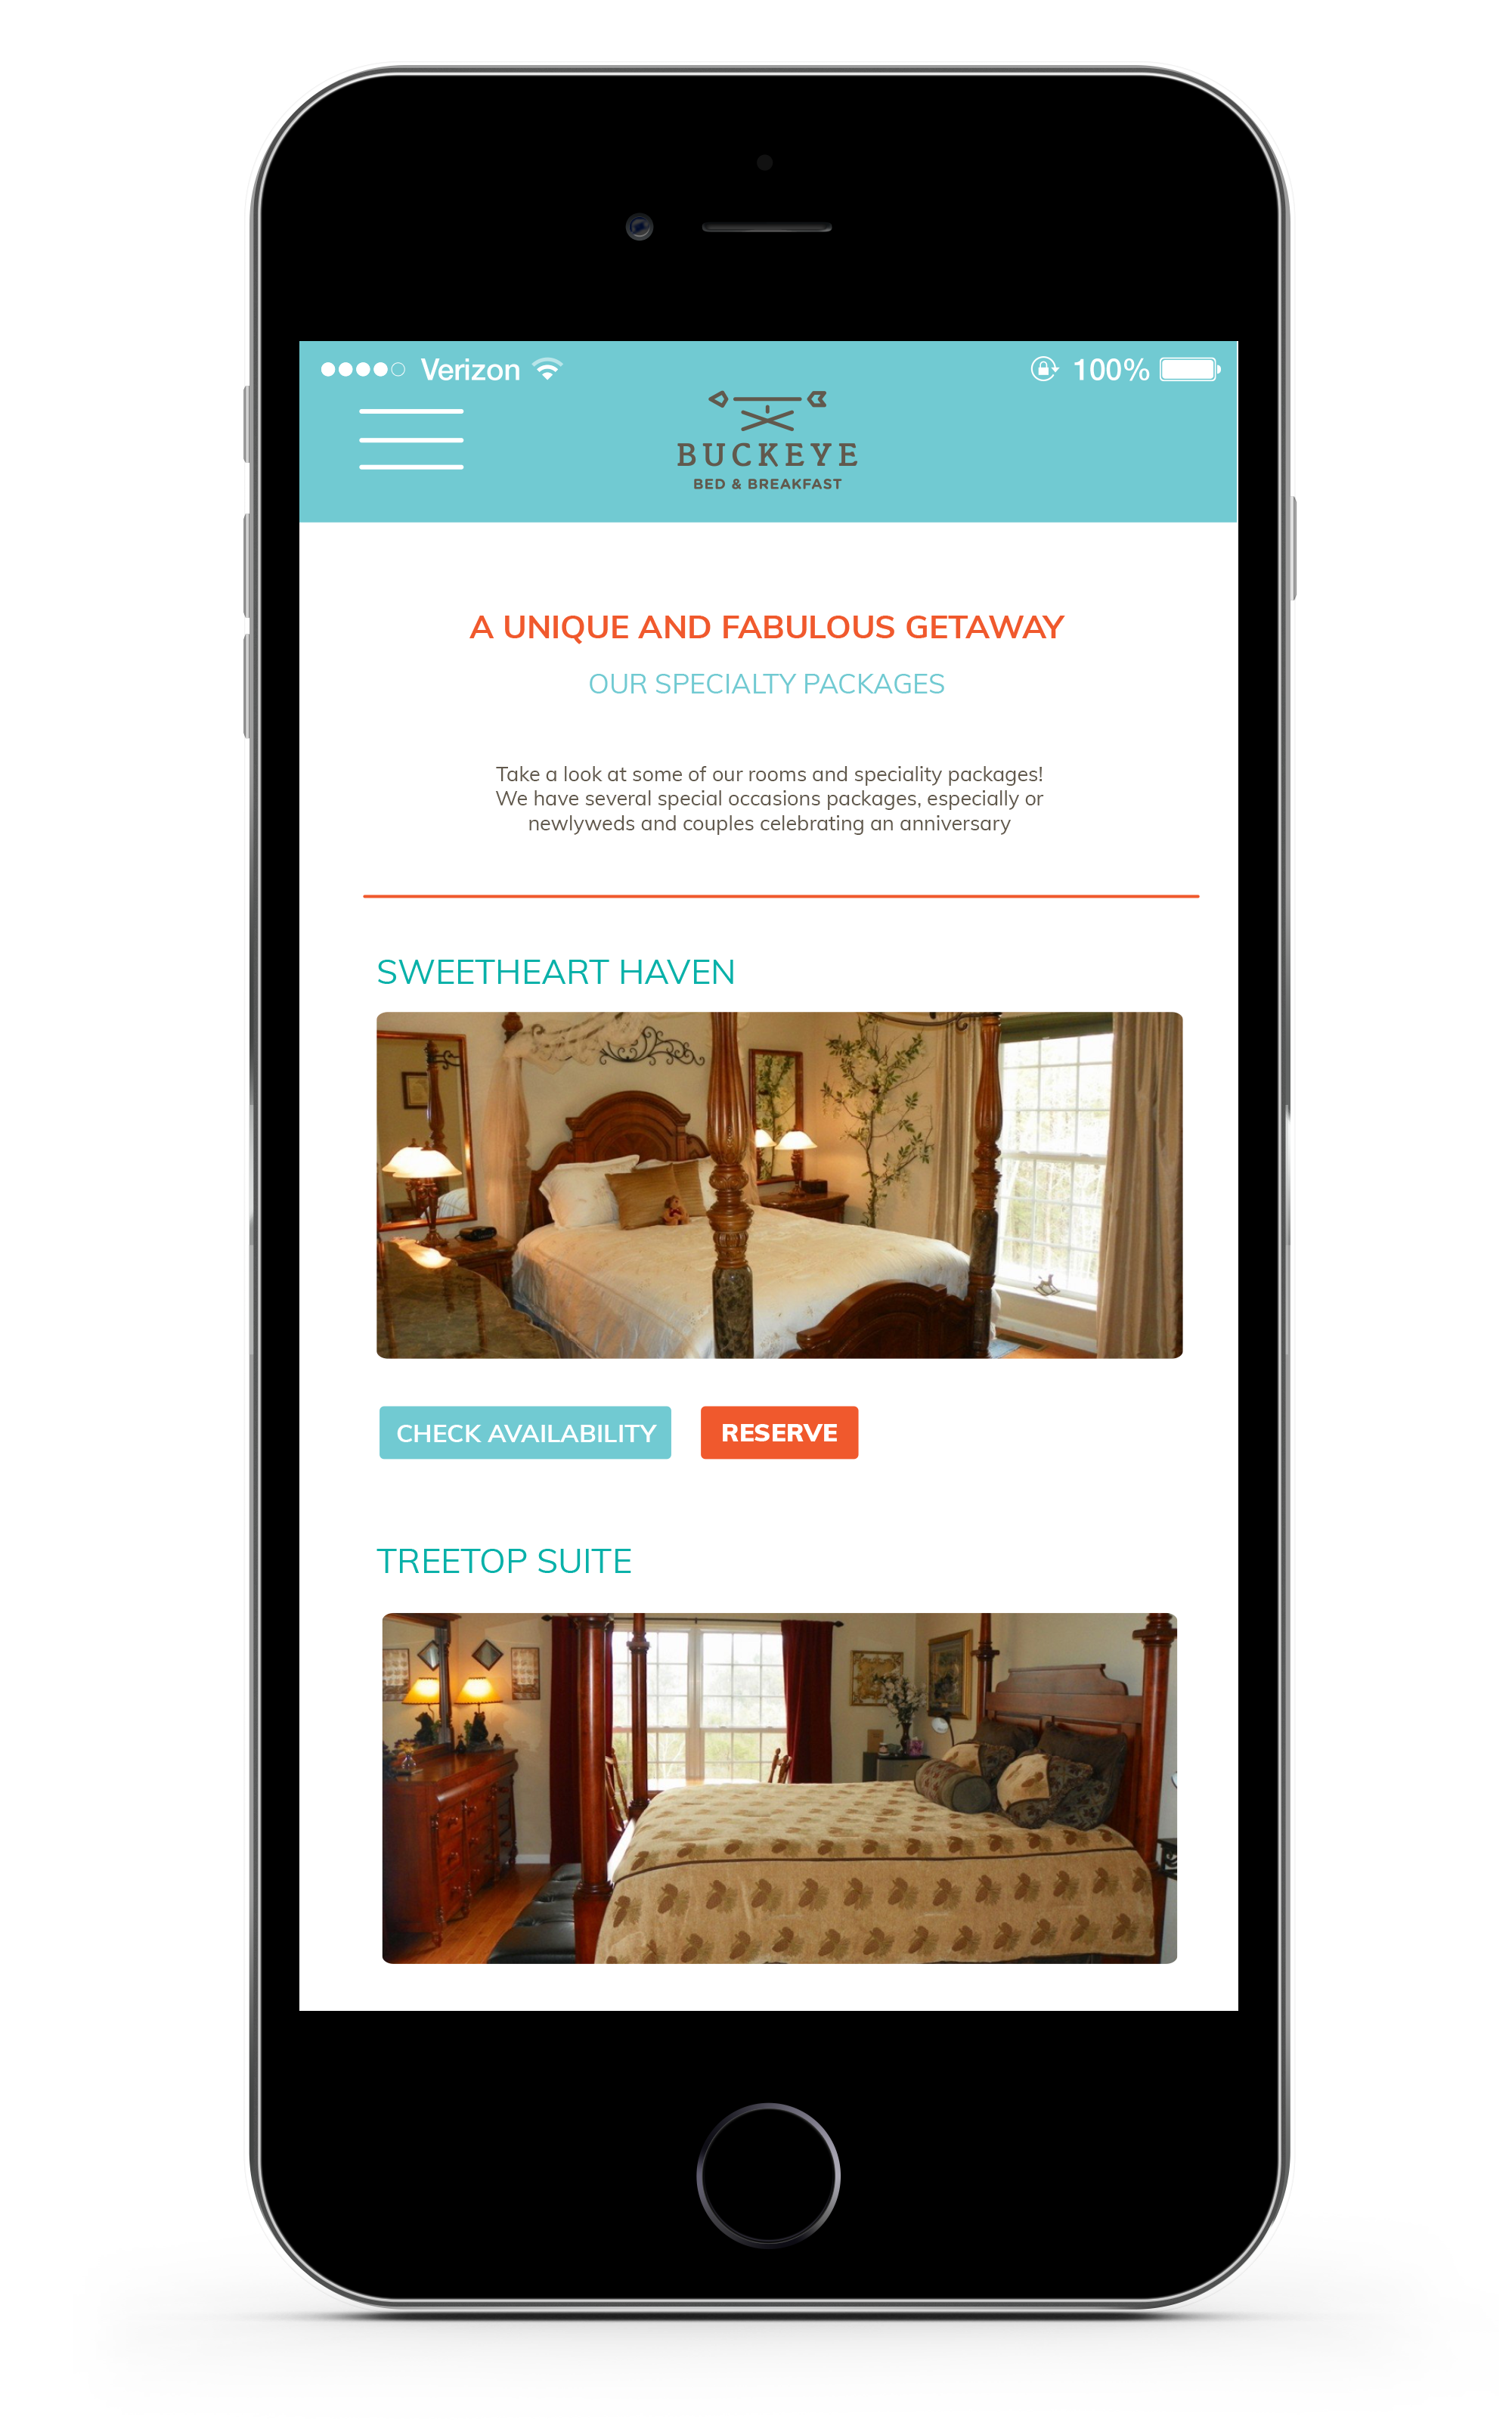 Verizon 100%
BUCKEYE
BED & BREAKFAST
A UNIQUE AND FABULOUS GETAWAY
OUR SPECIALTY PACKAGES
Take a look at some of our rooms and speciality packages!
We have several special occasions packages, especially or
newlyweds and couples celebrating an anniversary
SWEETHEART HAVEN
CHECK AVAILABILITY RESERVE
TREETOP SUITE